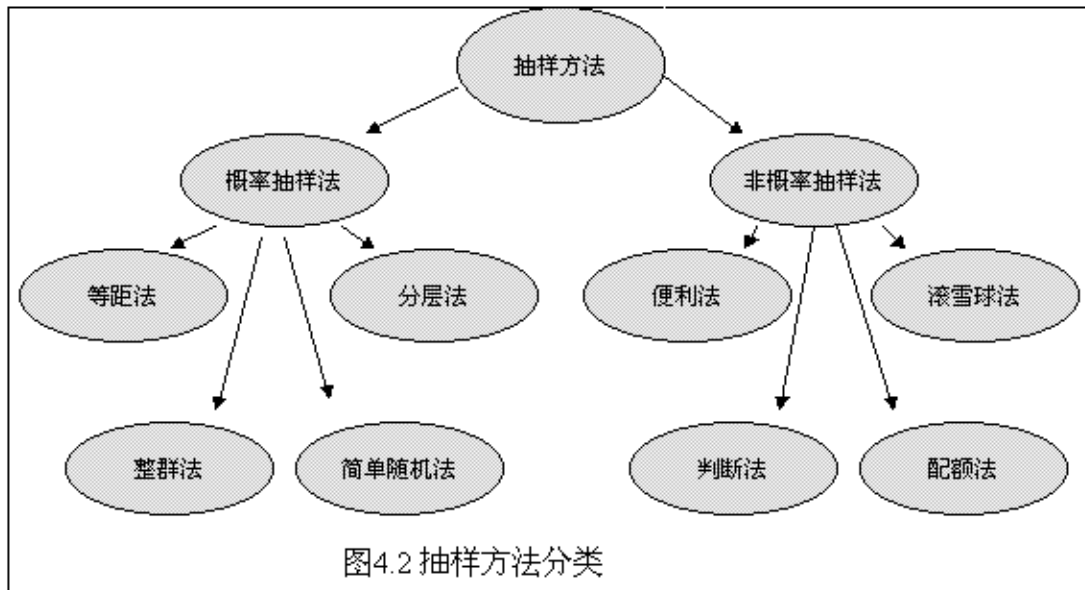 抽样方法
概率抽样法
非概率抽样法
等距法
分层法
便利法
滚雪球法
整群法
简单随机法
判断法
配额法
图4.2 抽样方法分类